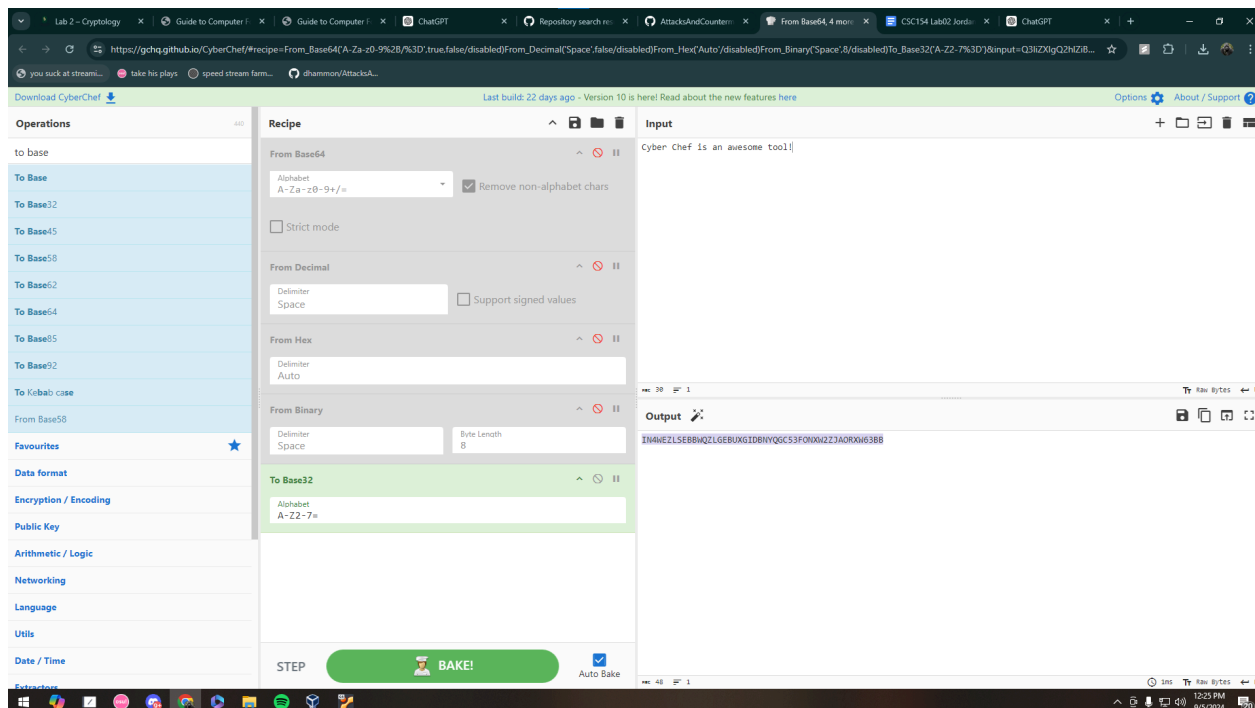 Lab 2 – Cryptology
Guide to Computer F
Guide to Computer F
ChatGPT
Repository search res
AttacksAndCounterm
From Base64, 4 more
CSC154 Lab02 Jordar
ChatGPT
https://gchq.github.io/CyberChef/#recipe=From_Base64('A-Za-z0-9%2B/%3D',true,false/disabled)From_Decimal('Space',false/disabled)From_Hex('Auto'/disabled)From_Binary('Space',8/disabled)To_Base32('A-Z2-7%3D')&input=Q3liZXIgQ2hlZiB...
you suck at streami...
take his plays
speed stream farm...
dhammon/AttacksA...
Download CyberChef
Last build: 22 days ago - Version 10 is here! Read about the new features here
Options
About / Support
Operations
440
to base
To Base
To Base32
To Base45
To Base58
To Base62
To Base64
To Base85
To Base92
To Kebab case
From Base58
Favourites
Data format
Encryption / Encoding
Public Key
Arithmetic / Logic
Networking
Language
Utils
Date / Time
Extractors
Recipe
From Base64
Alphabet
A-Za-z0-9+/=
Remove non-alphabet chars
Strict mode
From Decimal
Delimiter
Space
Support signed values
From Hex
Delimiter
Auto
From Binary
Delimiter
Space
Byte Length
8
To Base32
Alphabet
A-Z2-7=
STEP
BAKE!
Auto Bake
Input
Cyber Chef is an awesome tool!
30
1
Raw Bytes
Output
IN4WEZLSEBBWQZLGEBUXGIDBNYQGC53FONXW2ZJAORXW63BB
48
1
1ms
Raw Bytes
12:25 PM
9/5/2024